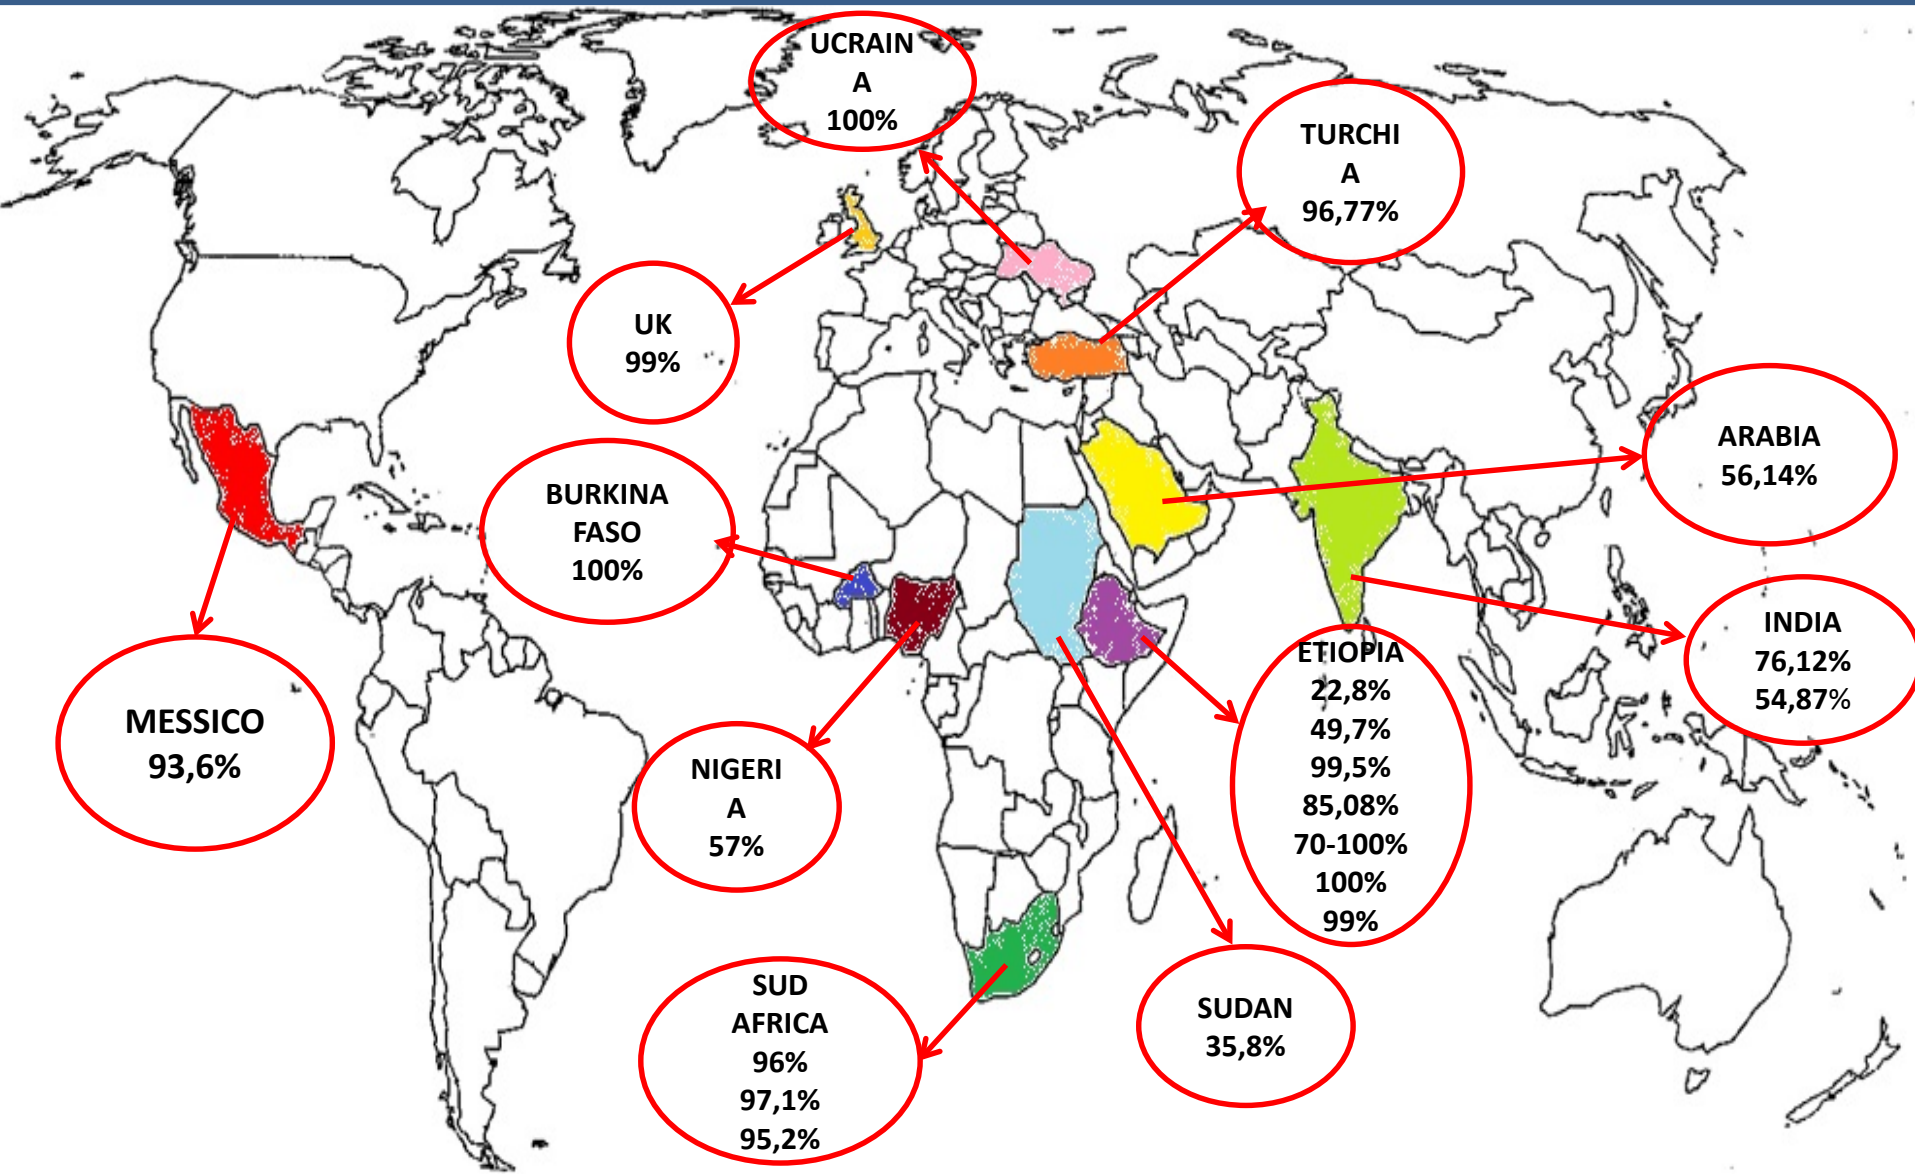 UCRAIN
A
100%
TURCHI
A
96,77%
UK
99%
ARABIA
56,14%
BURKINA
FASO
100%
INDIA
76,12%
54,87%
ETIOPIA
22,8%
49,7%
99,5%
85,08%
70-100%
100%
99%
MESSICO
93,6%
NIGERI
A
57%
SUD
AFRICA
96%
97,1%
95,2%
SUDAN
35,8%